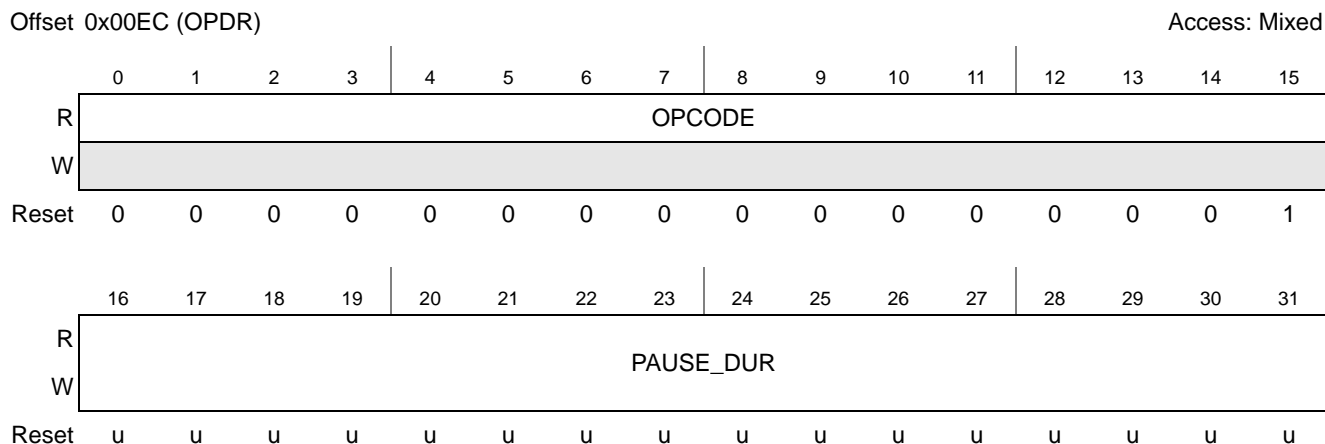 Offset 0x00EC (OPDR) Access: Mixed
0 1 2 3 4 5 6 7 8 9 10 11 12 13 14 15
R OPCODE
W
Reset 0 0 0 0 0 0 0 0 0 0 0 0 0 0 0 1
16 17 18 19 20 21 22 23 24 25 26 27 28 29 30 31
R
PAUSE_DUR
W
Reset u u u u u u u u u u u u u u u u